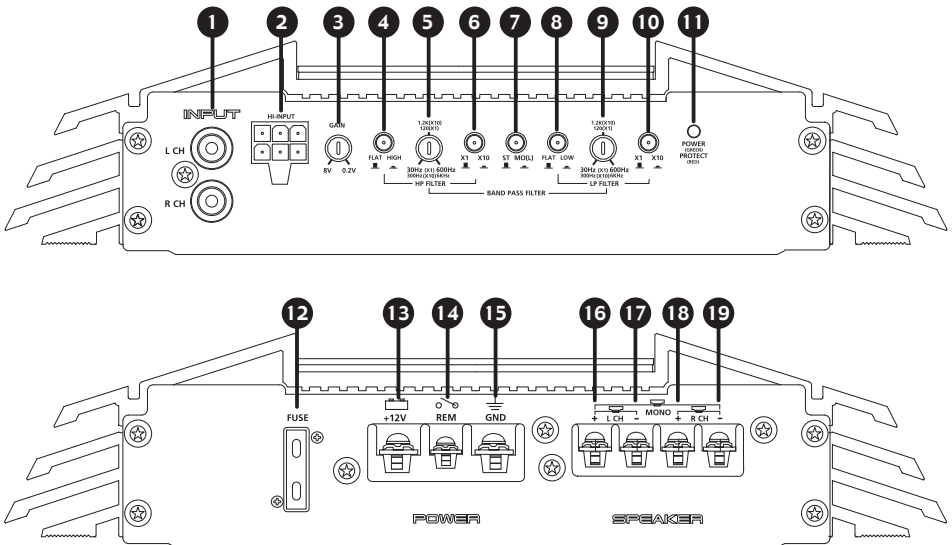 1 2 3 4 5 6 7 8 9 10 11
INPUT
L CH
R CH
HI-INPUT
GAIN
8V 0.2V
FLAT HIGH
1.2K(X10)
120(X1)
30Hz (X1) 600Hz
300Hz (X10) 6KHz
X1 X10
HP FILTER
ST MO(L)
BAND PASS FILTER
FLAT LOW
1.2K(X10)
120(X1)
30Hz (X1) 600Hz
300Hz (X10) 6KHz
X1 X10
LP FILTER
POWER
(GREEN)
PROTECT
(RED)
12 13 14 15 16 17 18 19
FUSE
+12V REM GND
POWER
+ L CH - MONO + R CH -
SPEAKER